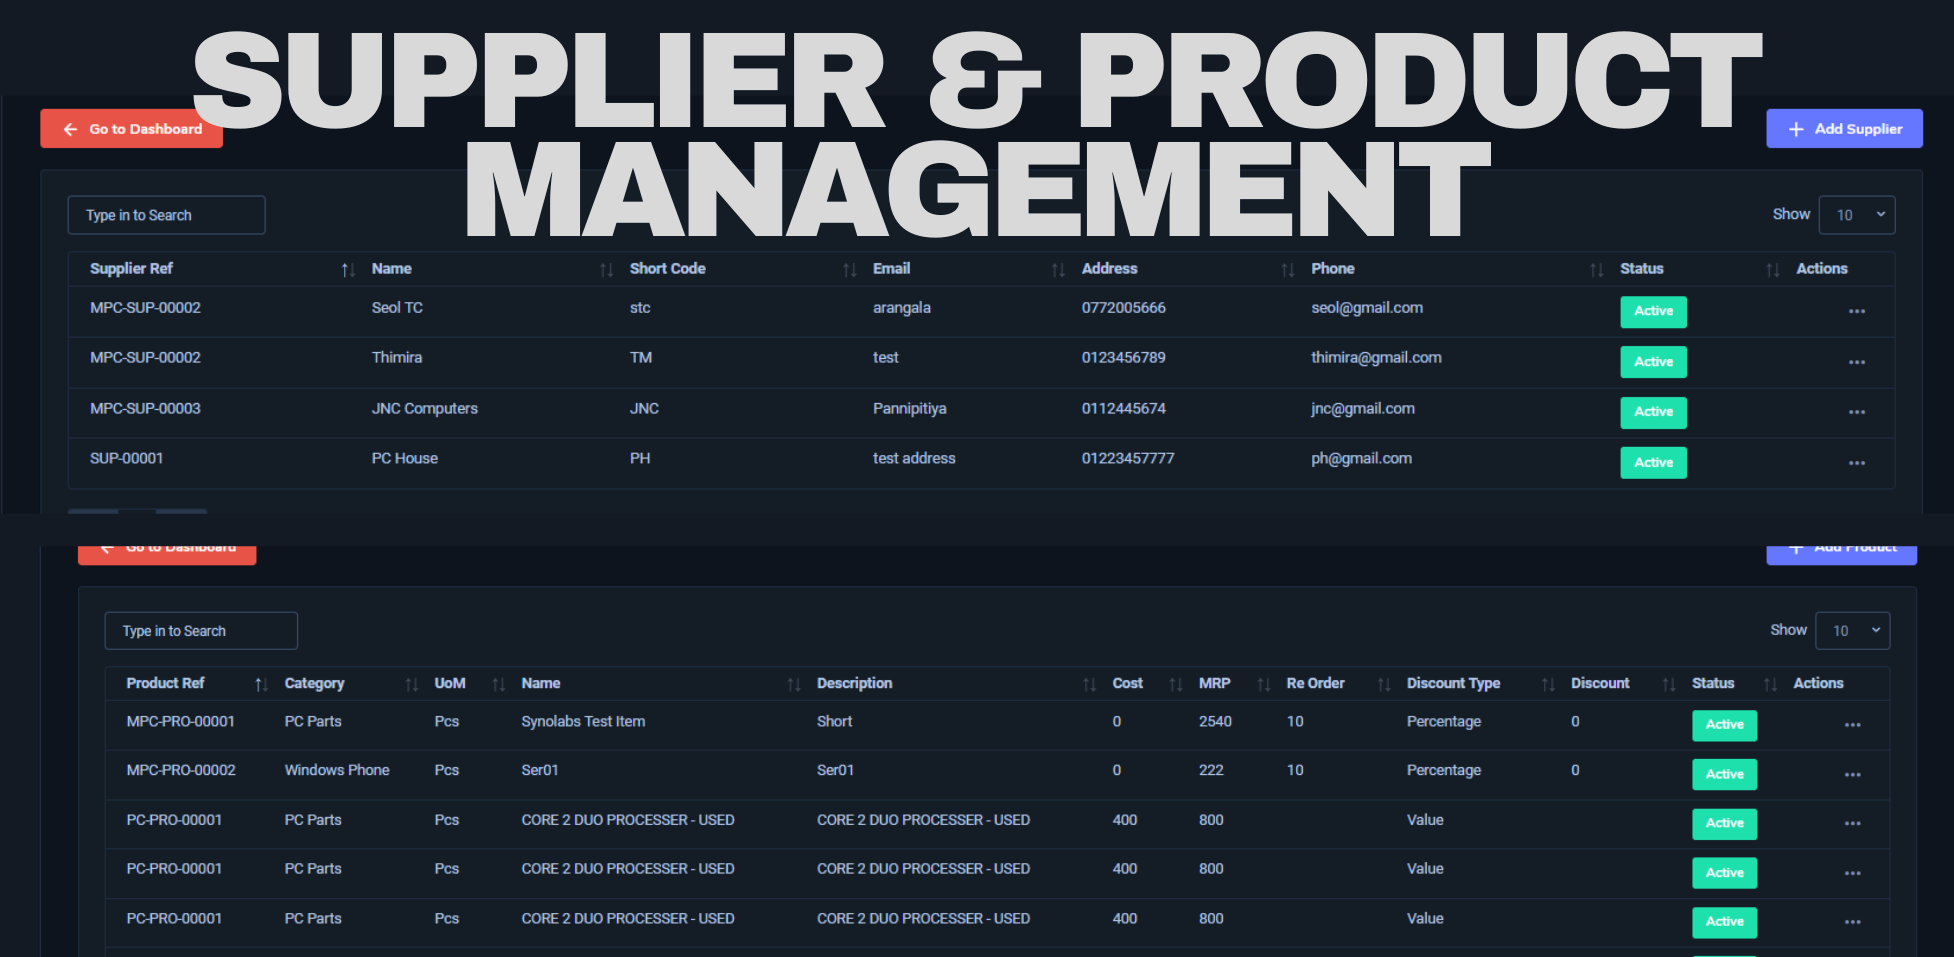 SUPPLIER & PRODUCT
MANAGEMENT
Go to Dashboard
Add Supplier
Type in to Search
Show 10
Supplier Ref Name Short Code Email Address Phone Status Actions
MPC-SUP-00002 Seol TC stc arangala 0772005666 seol@gmail.com Active
MPC-SUP-00002 Thimira TM test 0123456789 thimira@gmail.com Active
MPC-SUP-00003 JNC Computers JNC Pannipitiya 0112445674 jnc@gmail.com Active
SUP-00001 PC House PH test address 01223457777 ph@gmail.com Active
Go to Dashboard
Add Product
Type in to Search
Show 10
Product Ref Category UoM Name Description Cost MRP Re Order Discount Type Discount Status Actions
MPC-PRO-00001 PC Parts Pcs Synolabs Test Item Short 0 2540 10 Percentage 0 Active
MPC-PRO-00002 Windows Phone Pcs Ser01 Ser01 0 222 10 Percentage 0 Active
PC-PRO-00001 PC Parts Pcs CORE 2 DUO PROCESSER - USED CORE 2 DUO PROCESSER - USED 400 800 Value Active
PC-PRO-00001 PC Parts Pcs CORE 2 DUO PROCESSER - USED CORE 2 DUO PROCESSER - USED 400 800 Value Active
PC-PRO-00001 PC Parts Pcs CORE 2 DUO PROCESSER - USED CORE 2 DUO PROCESSER - USED 400 800 Value Active